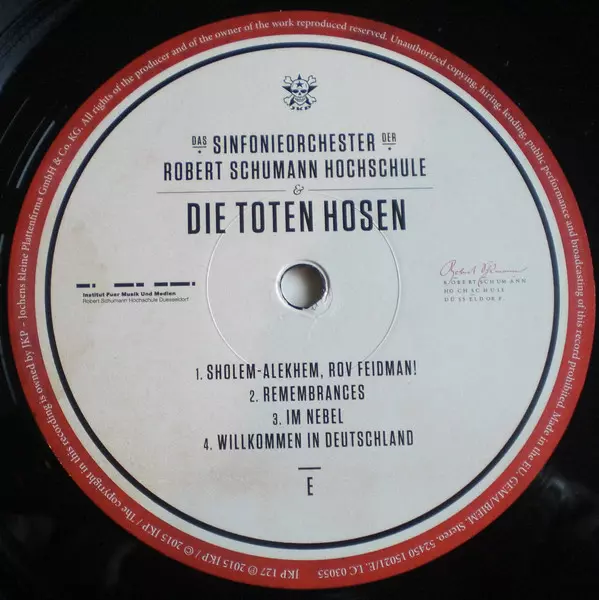 JKP
DAS SINFONIEORCHESTER DER
ROBERT SCHUMANN HOCHSCHULE
&
DIE TOTEN HOSEN
Institut Fuer Musik Und Medien
Robert Schumann Hochschule Duesseldorf
Robert Schumann
ROBERT SCHUMANN
HOCHSCHULE
DÜSSELDORF
1. SHOLEM-ALEKHEM, ROV FEIDMAN!
2. REMEMBRANCES
3. IM NEBEL
4. WILLKOMMEN IN DEUTSCHLAND
E
JKP 127 ℗ 2015 JKP / © 2015 JKP / The copyright in this recording is owned by JKP - Jochens kleine Plattenfirma GmbH & Co. KG. All rights of the producer and of the owner of the work reproduced reserved. Unauthorized copying, hiring, lending, public performance and broadcasting of this record prohibited. Made in the EU. GEMA/BIEM. Stereo. 52450 15021/E. LC 03055